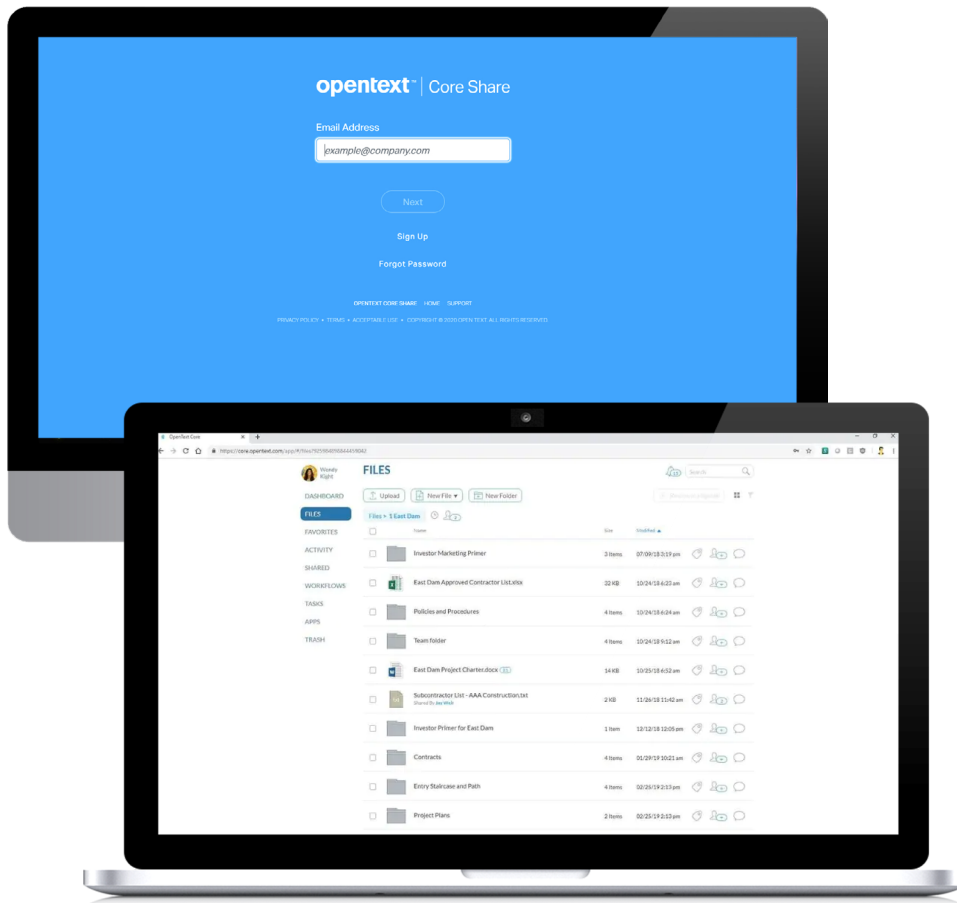 opentext™ | Core Share
Email Address
example@company.com
Next
Sign Up
Forgot Password
OPENTEXT CORE SHARE HOME SUPPORT
PRIVACY POLICY • TERMS • ACCEPTABLE USE • COPYRIGHT © 2020 OPEN TEXT. ALL RIGHTS RESERVED.
OpenText Core
Wendy
Kight
FILES
Search
DASHBOARD
Upload
New File
New Folder
FILES
Files > 1 East Dam
FAVORITES
Name Size Modified
ACTIVITY
Investor Marketing Primer 3 Items 07/09/18 3:19 pm
SHARED
WORKFLOWS
East Dam Approved Contractor List.xlsx 32 KB 10/24/18 6:23 am
TASKS
Policies and Procedures 4 Items 10/24/18 6:24 am
APPS
TRASH
Team folder 4 Items 10/24/18 9:12 am
East Dam Project Charter.docx 14 KB 10/25/18 6:52 am
Subcontractor List - AAA Construction.txt 2 KB 11/26/18 11:42 am
Shared By
Investor Primer for East Dam 1 Item 12/12/18 12:05 pm
Contracts 4 Items 01/29/19 10:21 am
Entry Staircase and Path 4 Items 02/25/19 2:13 pm
Project Plans 2 Items 02/25/19 2:13 pm